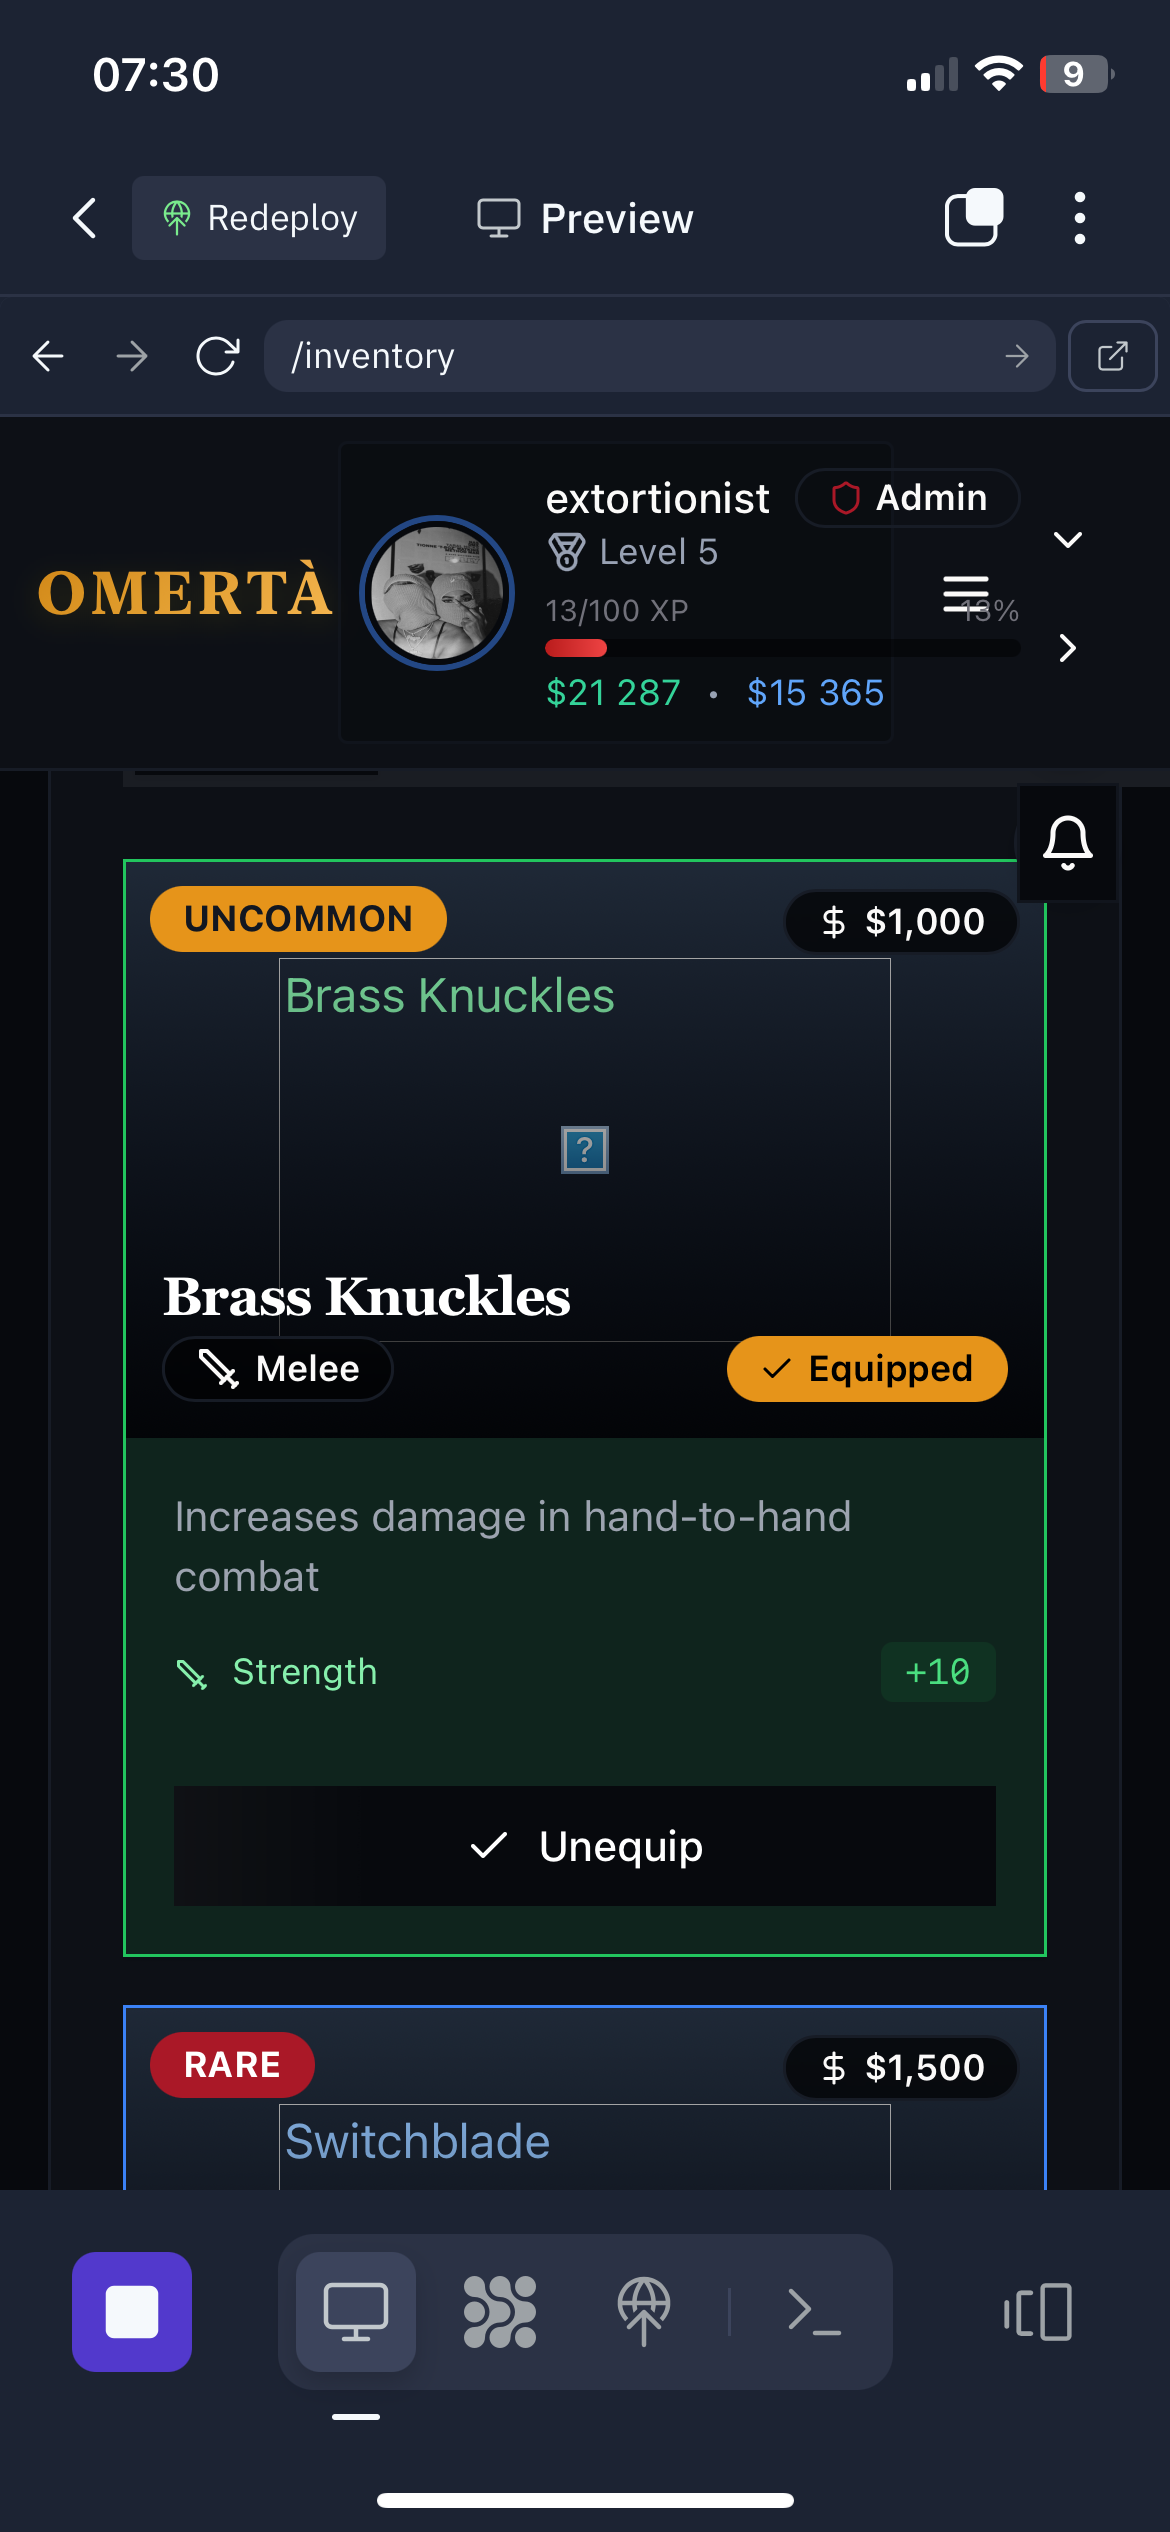 07:30
9
Redeploy
Preview
/inventory
OMERTÀ
extortionist
Admin
Level 5
13/100 XP
13%
$21 287 • $15 365
UNCOMMON
$ $1,000
Brass Knuckles
?
Brass Knuckles
Melee
Equipped
Increases damage in hand-to-hand
combat
Strength
+10
Unequip
RARE
$ $1,500
Switchblade